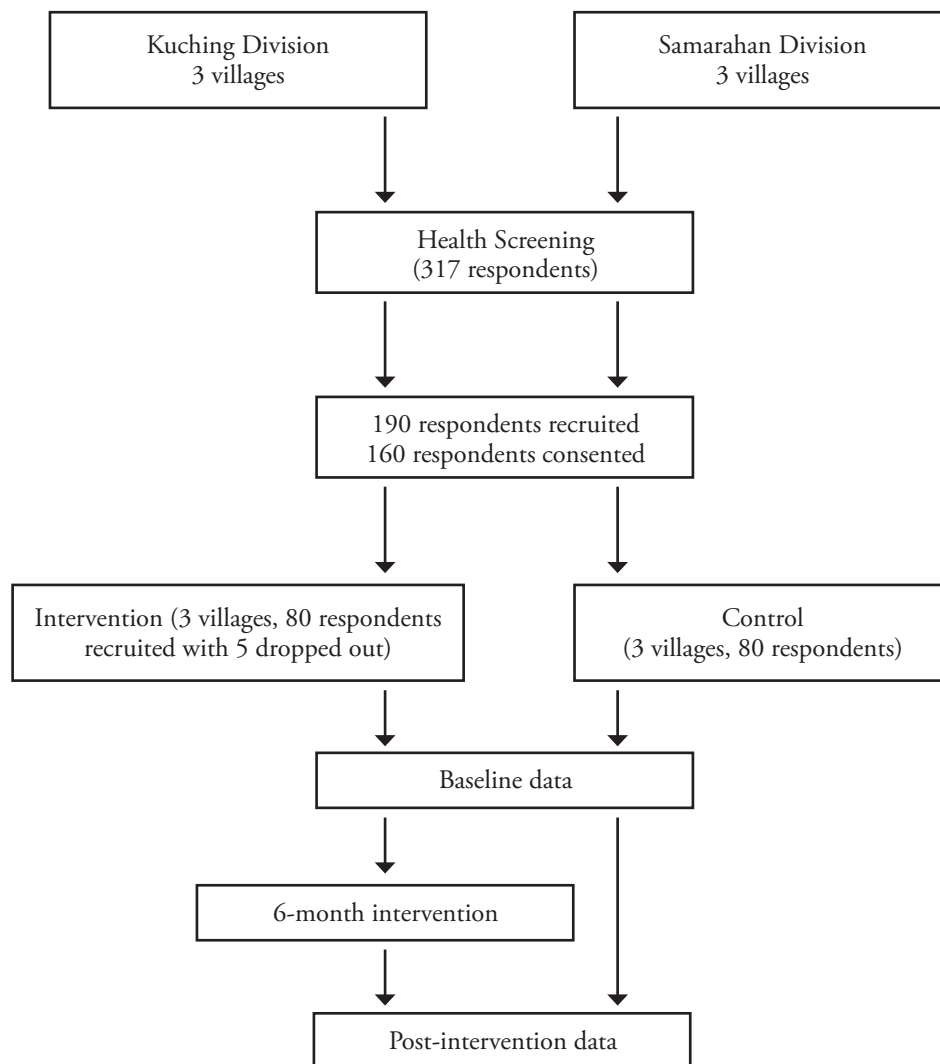 Kuching Division
3 villages
Samarahan Division
3 villages
Health Screening
(317 respondents)
190 respondents recruited
160 respondents consented
Intervention (3 villages, 80 respondents
recruited with 5 dropped out)
Control
(3 villages, 80 respondents)
Baseline data
6-month intervention
Post-intervention data